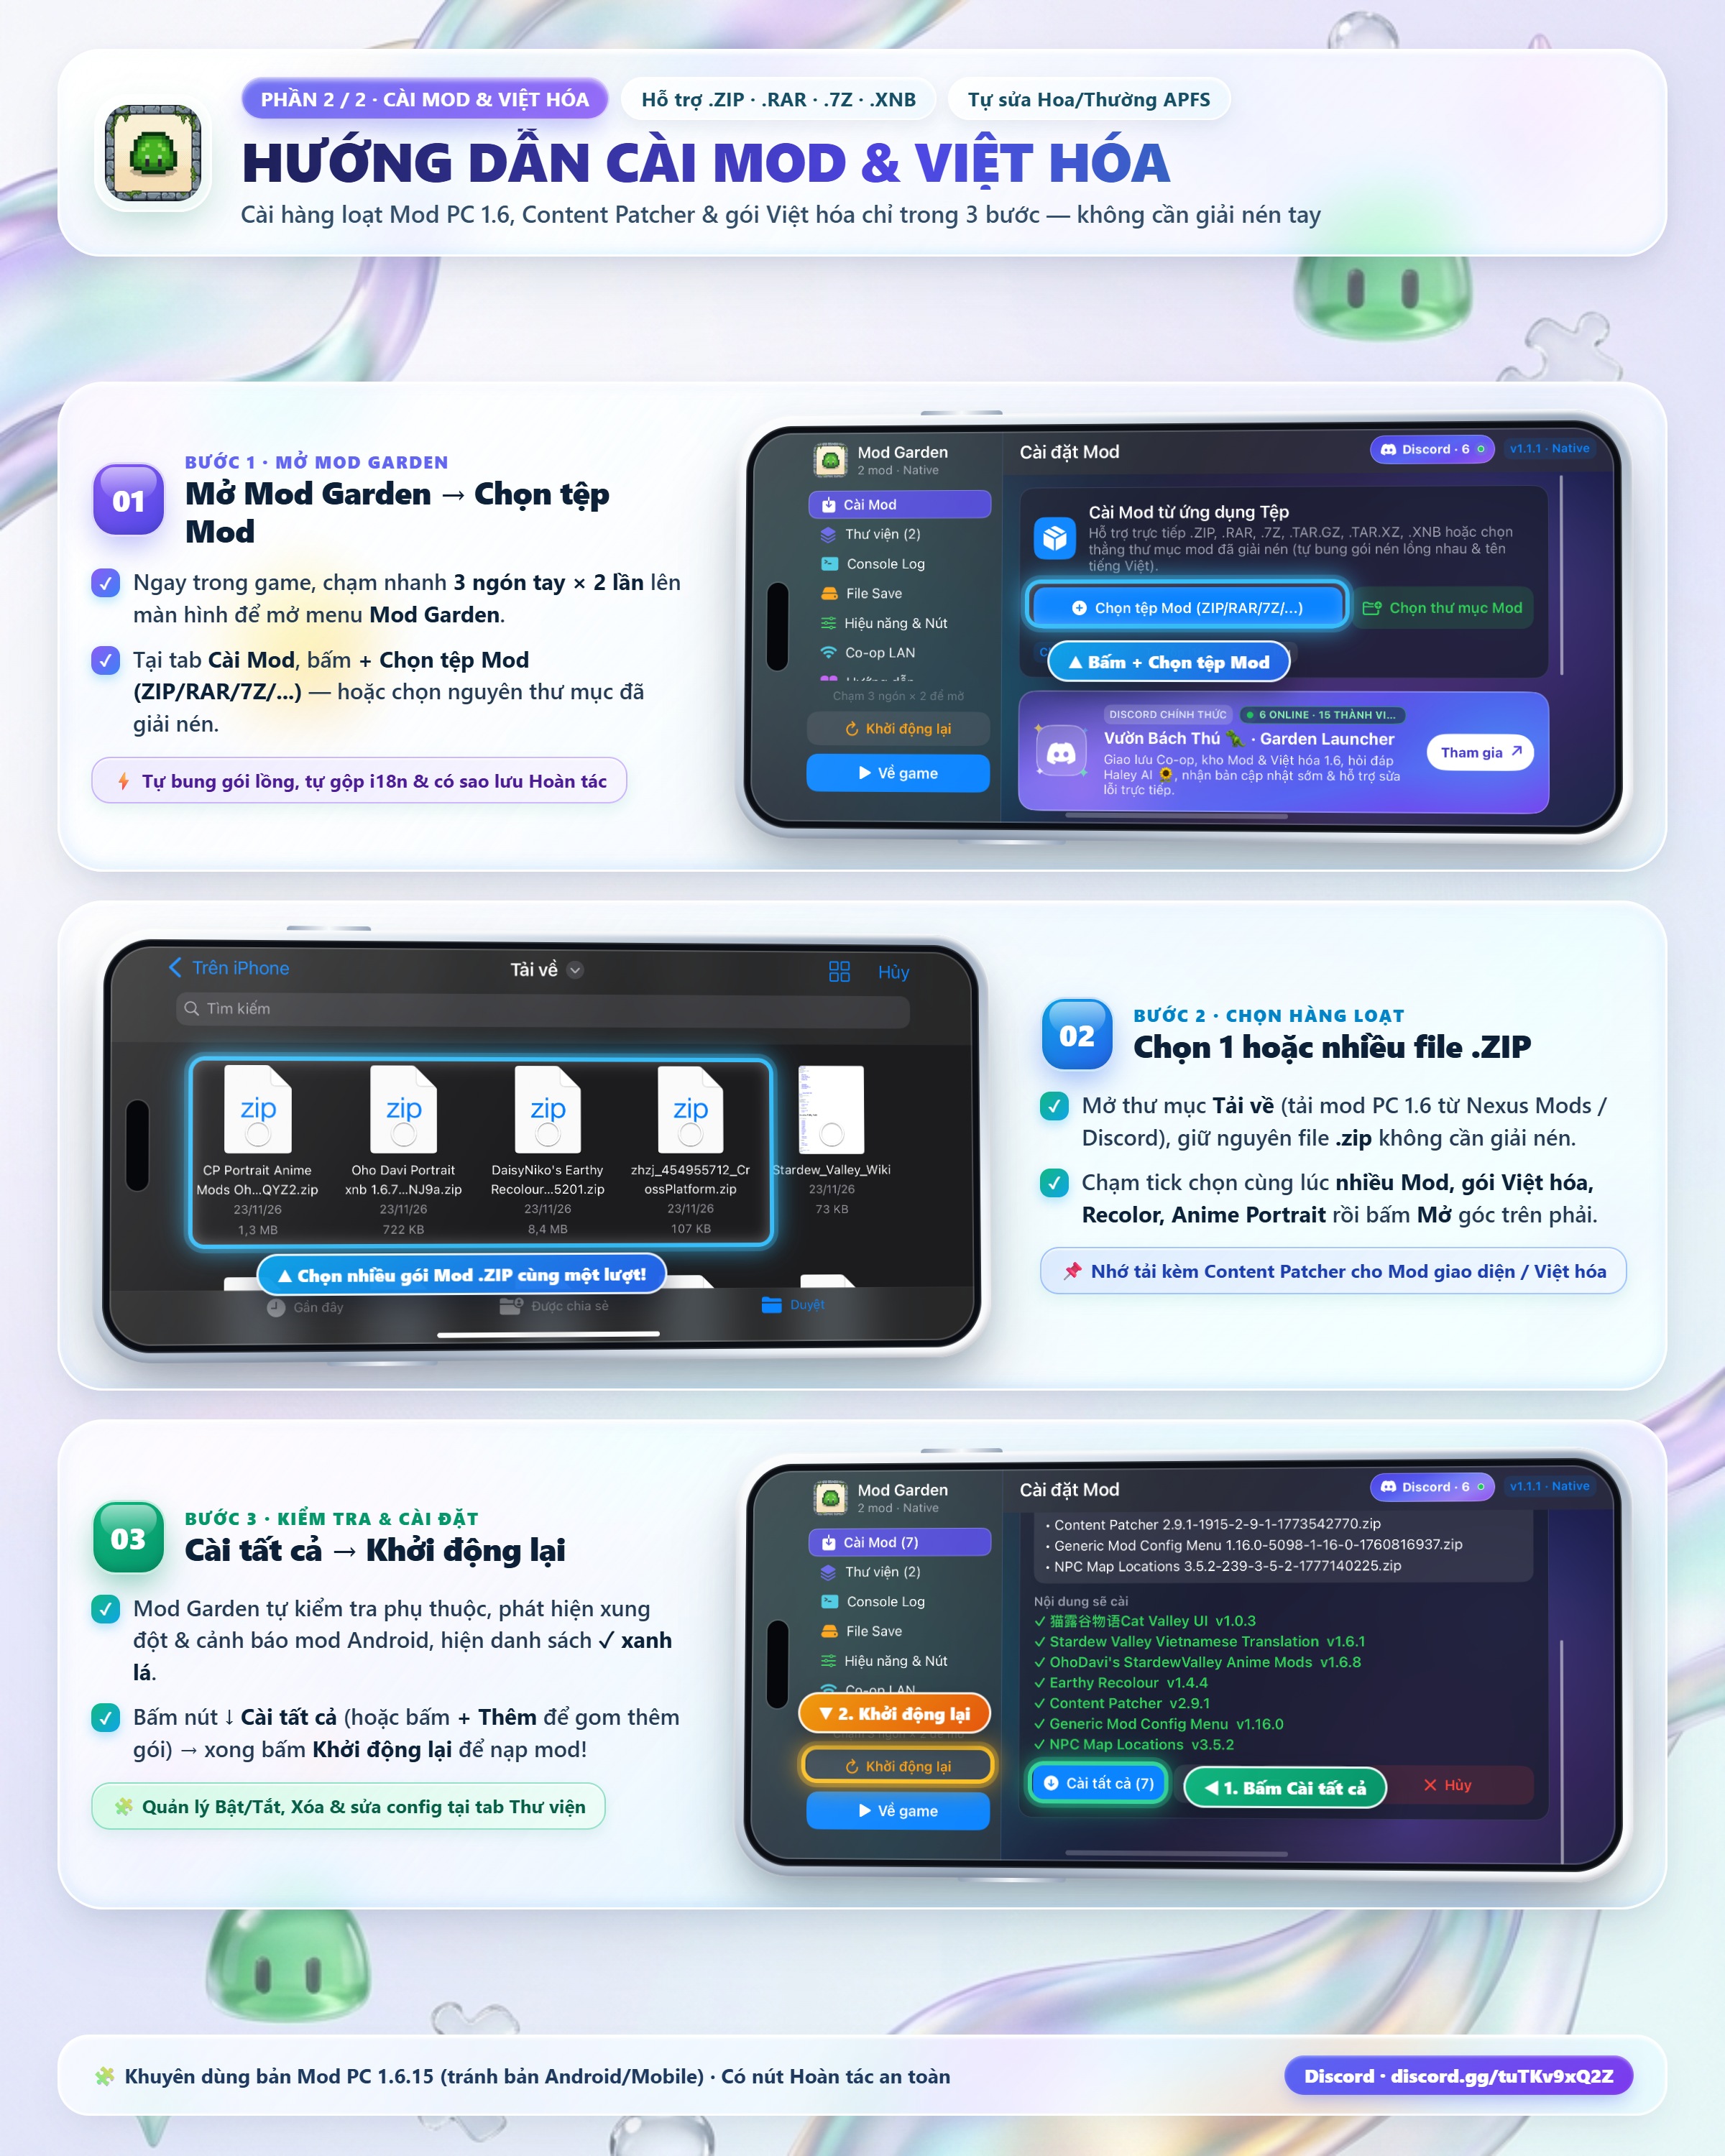 PHẦN 2 / 2 · CÀI MOD & VIỆT HÓA
Hỗ trợ .ZIP · .RAR · .7Z · .XNB
Tự sửa Hoa/Thường APFS
HƯỚNG DẪN CÀI MOD & VIỆT HÓA
Cài hàng loạt Mod PC 1.6, Content Patcher & gói Việt hóa chỉ trong 3 bước — không cần giải nén tay
01
BƯỚC 1 · MỞ MOD GARDEN
Mở Mod Garden → Chọn tệp
Mod
✓ Ngay trong game, chạm nhanh 3 ngón tay × 2 lần lên
màn hình để mở menu Mod Garden.
✓ Tại tab Cài Mod, bấm + Chọn tệp Mod
(ZIP/RAR/7Z/...) — hoặc chọn nguyên thư mục đã
giải nén.
⚡ Tự bung gói lồng, tự gộp i18n & có sao lưu Hoàn tác
Mod Garden
2 mod · Native
Cài Mod
Thư viện (2)
Console Log
File Save
Hiệu năng & Nút
Co-op LAN
Chạm 3 ngón × 2 để mở
Khởi động lại
Về game
Cài đặt Mod
Discord · 6
v1.1.1 · Native
Cài Mod từ ứng dụng Tệp
Hỗ trợ trực tiếp .ZIP, .RAR, .7Z, .TAR.GZ, .TAR.XZ, .XNB hoặc chọn
thẳng thư mục mod đã giải nén (tự bung gói nén lồng nhau & tên
tiếng Việt).
Chọn tệp Mod (ZIP/RAR/7Z/...)
Chọn thư mục Mod
▲ Bấm + Chọn tệp Mod
DISCORD CHÍNH THỨC
6 ONLINE · 15 THÀNH VI...
Vườn Bách Thú 🦖 · Garden Launcher
Giao lưu Co-op, kho Mod & Việt hóa 1.6, hỏi đáp
Haley AI 🌻, nhận bản cập nhật sớm & hỗ trợ sửa
lỗi trực tiếp.
Tham gia ↗
Trên iPhone
Tải về
Hủy
Tìm kiếm
zip
zip
zip
zip
CP Portrait Anime
Mods Oh...QYZ2.zip
23/11/26
1,3 MB
Oho Davi Portrait
xnb 1.6.7...NJ9a.zip
23/11/26
722 KB
DaisyNiko's Earthy
Recolour...5201.zip
23/11/26
8,4 MB
zhzj_454955712_Cr
ossPlatform.zip
23/11/26
107 KB
Stardew_Valley_Wiki
23/11/26
73 KB
▲ Chọn nhiều gói Mod .ZIP cùng một lượt!
Gần đây
Được chia sẻ
Duyệt
02
BƯỚC 2 · CHỌN HÀNG LOẠT
Chọn 1 hoặc nhiều file .ZIP
✓ Mở thư mục Tải về (tải mod PC 1.6 từ Nexus Mods /
Discord), giữ nguyên file .zip không cần giải nén.
✓ Chạm tick chọn cùng lúc nhiều Mod, gói Việt hóa,
Recolor, Anime Portrait rồi bấm Mở góc trên phải.
📌 Nhớ tải kèm Content Patcher cho Mod giao diện / Việt hóa
03
BƯỚC 3 · KIỂM TRA & CÀI ĐẶT
Cài tất cả → Khởi động lại
✓ Mod Garden tự kiểm tra phụ thuộc, phát hiện xung
đột & cảnh báo mod Android, hiện danh sách ✓ xanh
lá.
✓ Bấm nút ↓ Cài tất cả (hoặc bấm + Thêm để gom thêm
gói) → xong bấm Khởi động lại để nạp mod!
🧩 Quản lý Bật/Tắt, Xóa & sửa config tại tab Thư viện
Mod Garden
2 mod · Native
Cài Mod (7)
Thư viện (2)
Console Log
File Save
Hiệu năng & Nút
Co-op LAN
▼ 2. Khởi động lại
Khởi động lại
Về game
Cài đặt Mod
Discord · 6
v1.1.1 · Native
• Content Patcher 2.9.1-1915-2-9-1-1773542770.zip
• Generic Mod Config Menu 1.16.0-5098-1-16-0-1760816937.zip
• NPC Map Locations 3.5.2-239-3-5-2-1777140225.zip
Nội dung sẽ cài
✓ 猫露谷物语Cat Valley UI v1.0.3
✓ Stardew Valley Vietnamese Translation v1.6.1
✓ OhoDavi's StardewValley Anime Mods v1.6.8
✓ Earthy Recolour v1.4.4
✓ Content Patcher v2.9.1
✓ Generic Mod Config Menu v1.16.0
✓ NPC Map Locations v3.5.2
Cài tất cả (7)
◀ 1. Bấm Cài tất cả
Hủy
🧩 Khuyên dùng bản Mod PC 1.6.15 (tránh bản Android/Mobile) · Có nút Hoàn tác an toàn
Discord · discord.gg/tuTKv9xQ2Z